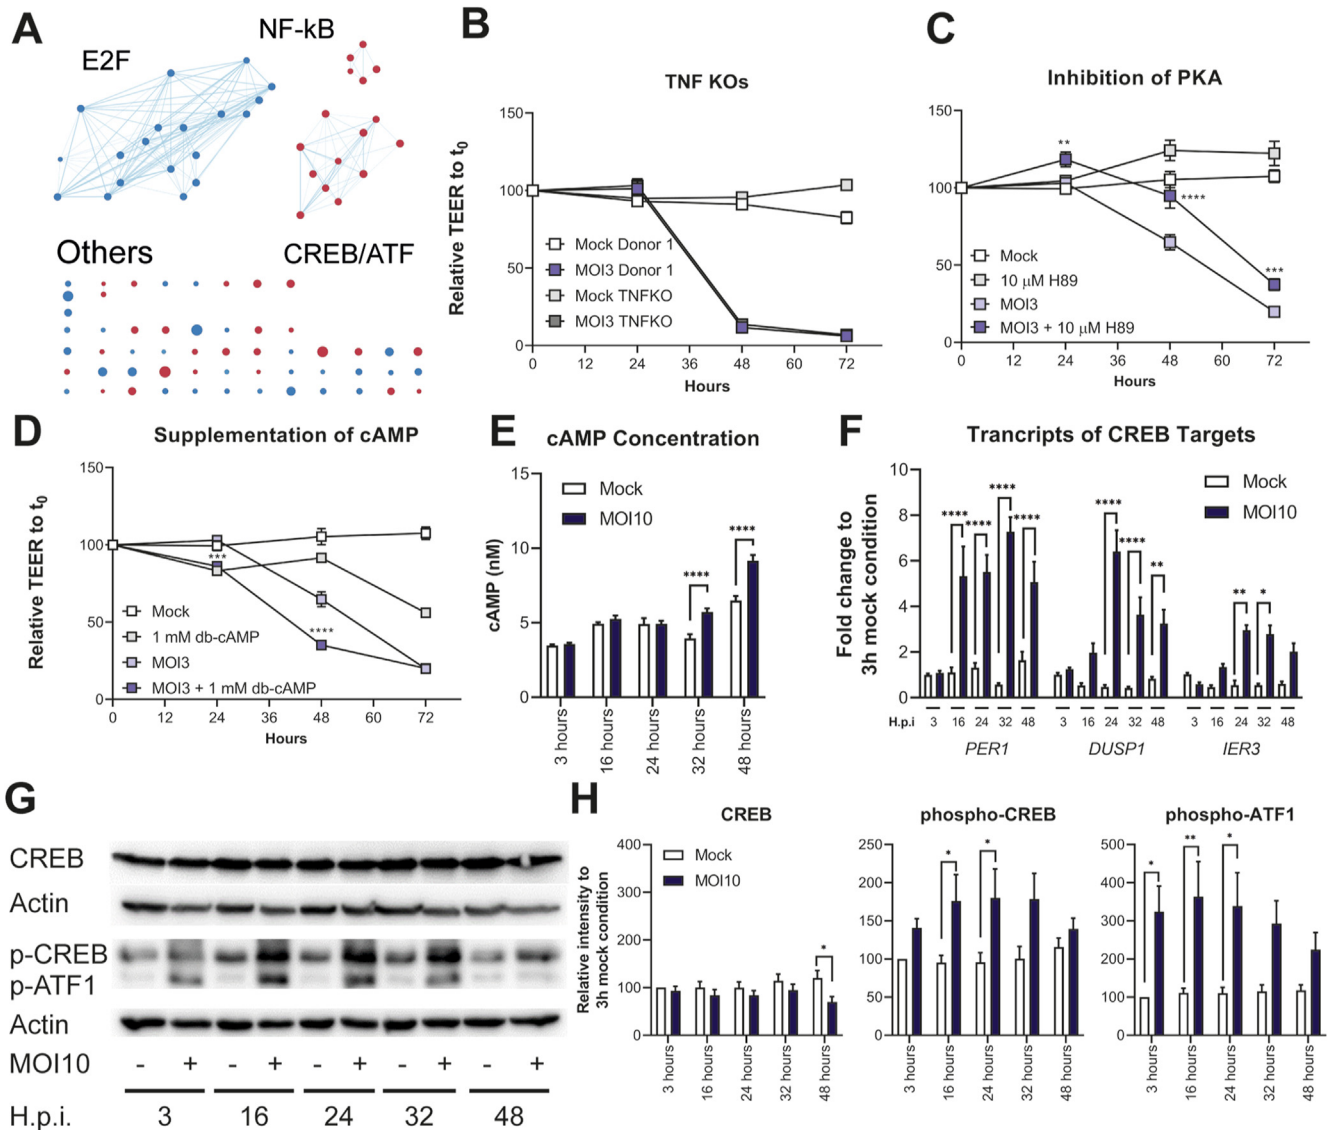 A
NF-kB
E2F
Others
CREB/ATF
B
TNF KOs
Relative TEER to t0
150
100
50
0
Mock Donor 1
MOI3 Donor 1
Mock TNFKO
MOI3 TNFKO
0 12 24 36 48 60 72
Hours
C
Inhibition of PKA
150
100
50
0
**
****
***
Mock
10 μM H89
MOI3
MOI3 + 10 μM H89
0 12 24 36 48 60 72
Hours
D
Supplementation of cAMP
Relative TEER to t0
150
100
50
0
***
****
Mock
1 mM db-cAMP
MOI3
MOI3 + 1 mM db-cAMP
0 12 24 36 48 60 72
Hours
E
cAMP Concentration
cAMP (nM)
15
10
5
0
Mock
MOI10
**** ****
3 hours
16 hours
24 hours
32 hours
48 hours
F
Trancripts of CREB Targets
Fold change to
3h mock condition
10
8
6
4
2
0
Mock
MOI10
**** **** **** ****
**** **** **
** *
H.p.i 3 16 24 32 48 3 16 24 32 48 3 16 24 32 48
PER1 DUSP1 IER3
G
CREB
Actin
p-CREB
p-ATF1
Actin
MOI10 - + - + - + - + - +
H.p.i. 3 16 24 32 48
H
CREB
Relative intensity to
3h mock condition
400
300
200
100
0
Mock
MOI10
*
3 hours
16 hours
24 hours
32 hours
48 hours
phospho-CREB
250
200
150
100
50
0
* *
3 hours
16 hours
24 hours
32 hours
48 hours
phospho-ATF1
500
400
300
200
100
0
* ** *
3 hours
16 hours
24 hours
32 hours
48 hours